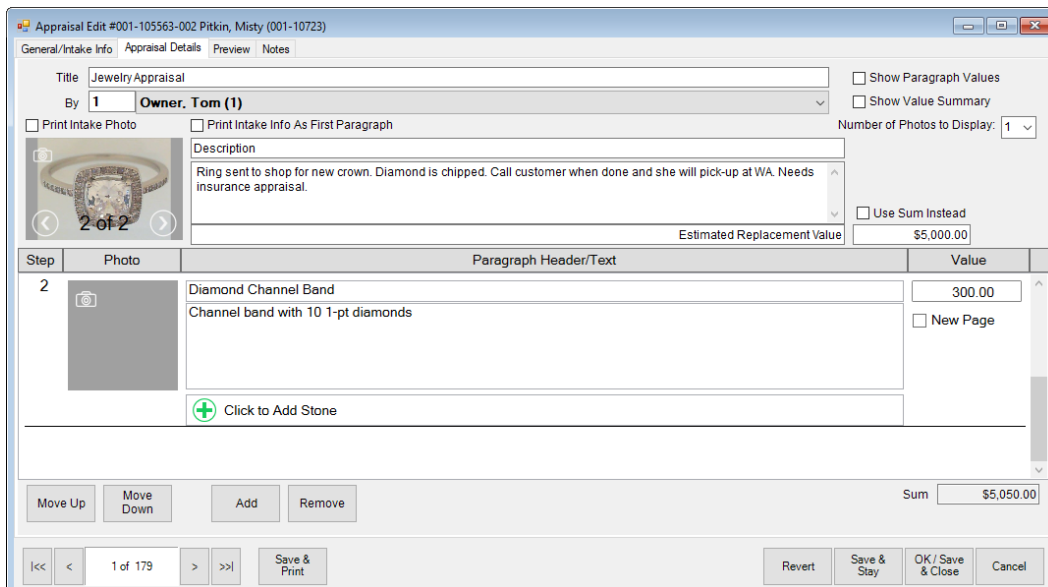 Appraisal Edit #001-105563-002 Pitkin, Misty (001-10723)
General/Intake Info Appraisal Details Preview Notes
Title Jewelry Appraisal
Show Paragraph Values
By 1 Owner, Tom (1)
Show Value Summary
Print Intake Photo Print Intake Info As First Paragraph
Number of Photos to Display: 1
Description
Ring sent to shop for new crown. Diamond is chipped. Call customer when done and she will pick-up at WA. Needs
insurance appraisal.
2 of 2
Use Sum Instead
Estimated Replacement Value $5,000.00
Step Photo Paragraph Header/Text Value
2 Diamond Channel Band 300.00
Channel band with 10 1-pt diamonds
New Page
Click to Add Stone
Move Up Move Down Add Remove
Sum $5,050.00
|<< < 1 of 179 > >>| Save & Print Revert Save & Stay OK / Save & Close Cancel